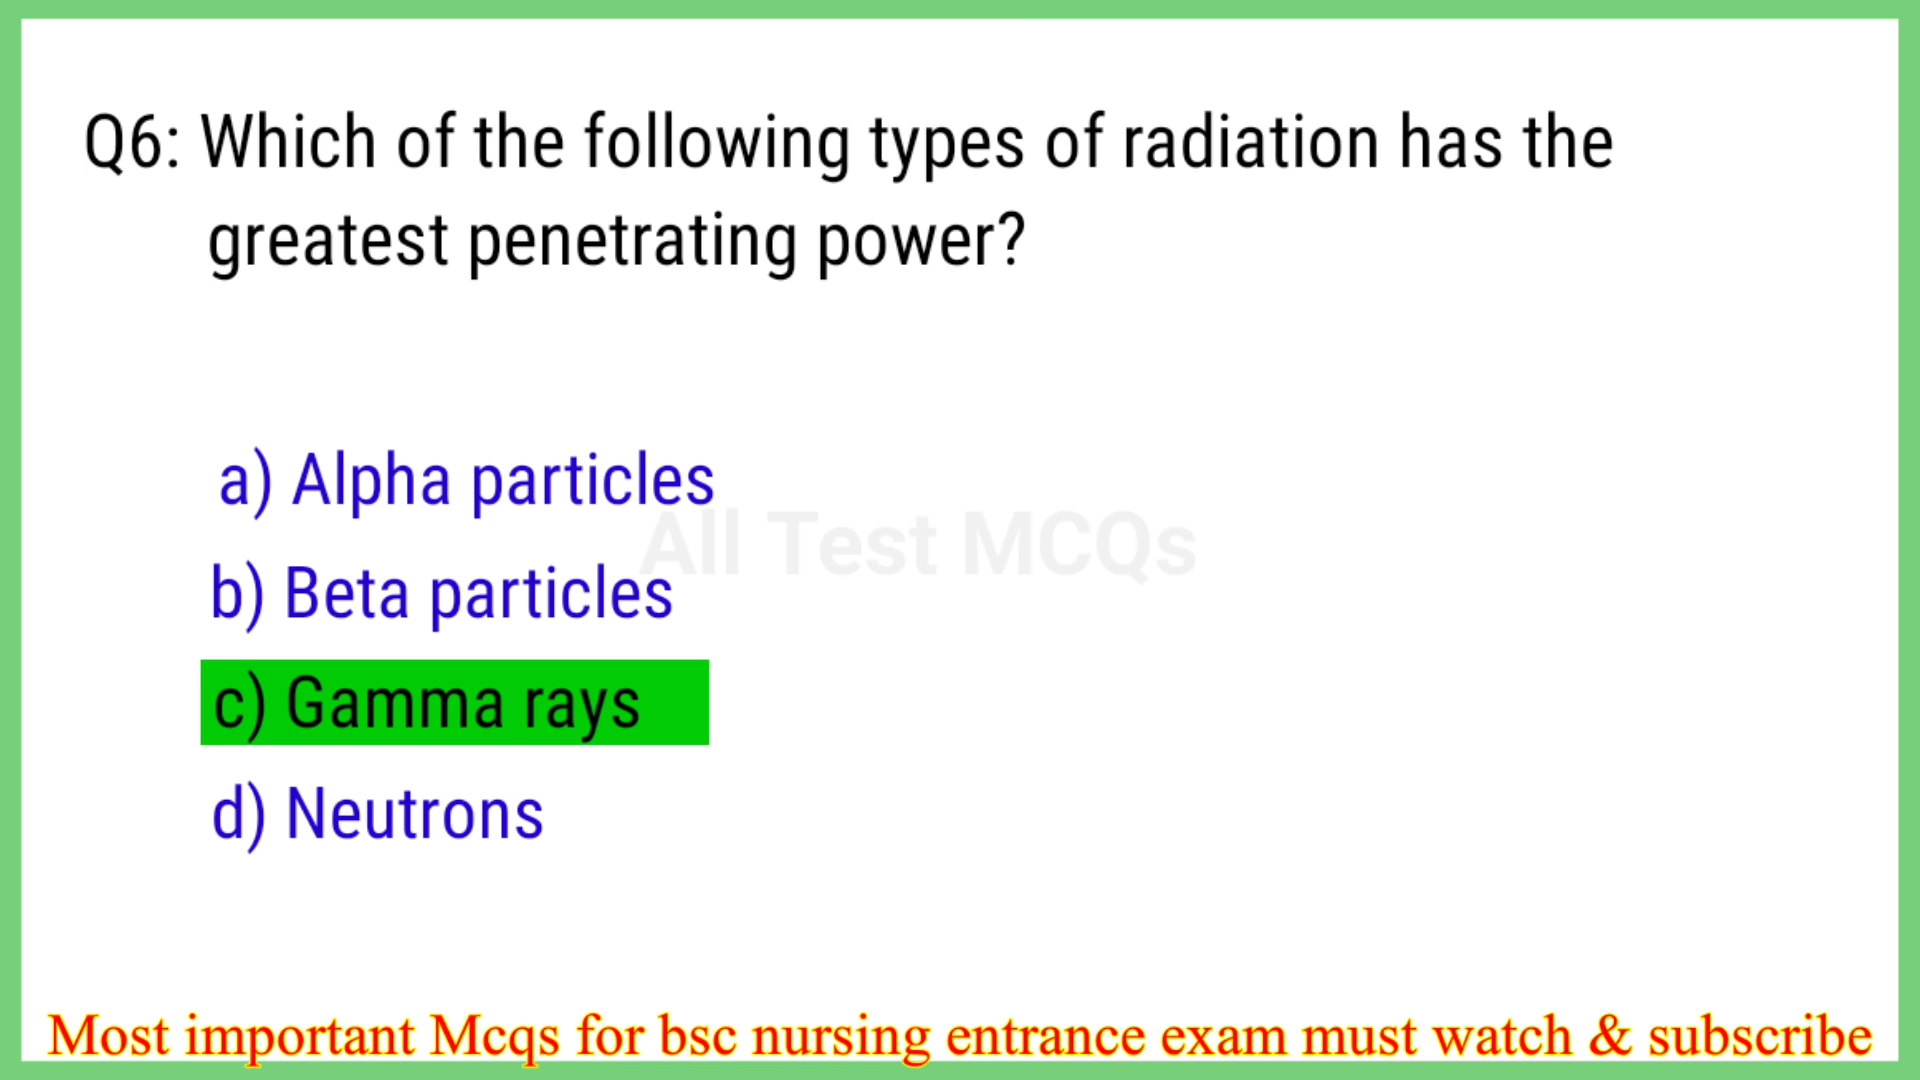 Q6: Which of the following types of radiation has the
greatest penetrating power?
a) Alpha particles
All Test MCQs
b) Beta particles
c) Gamma rays
d) Neutrons
Most important Mcqs for bsc nursing entrance exam must watch & subscribe